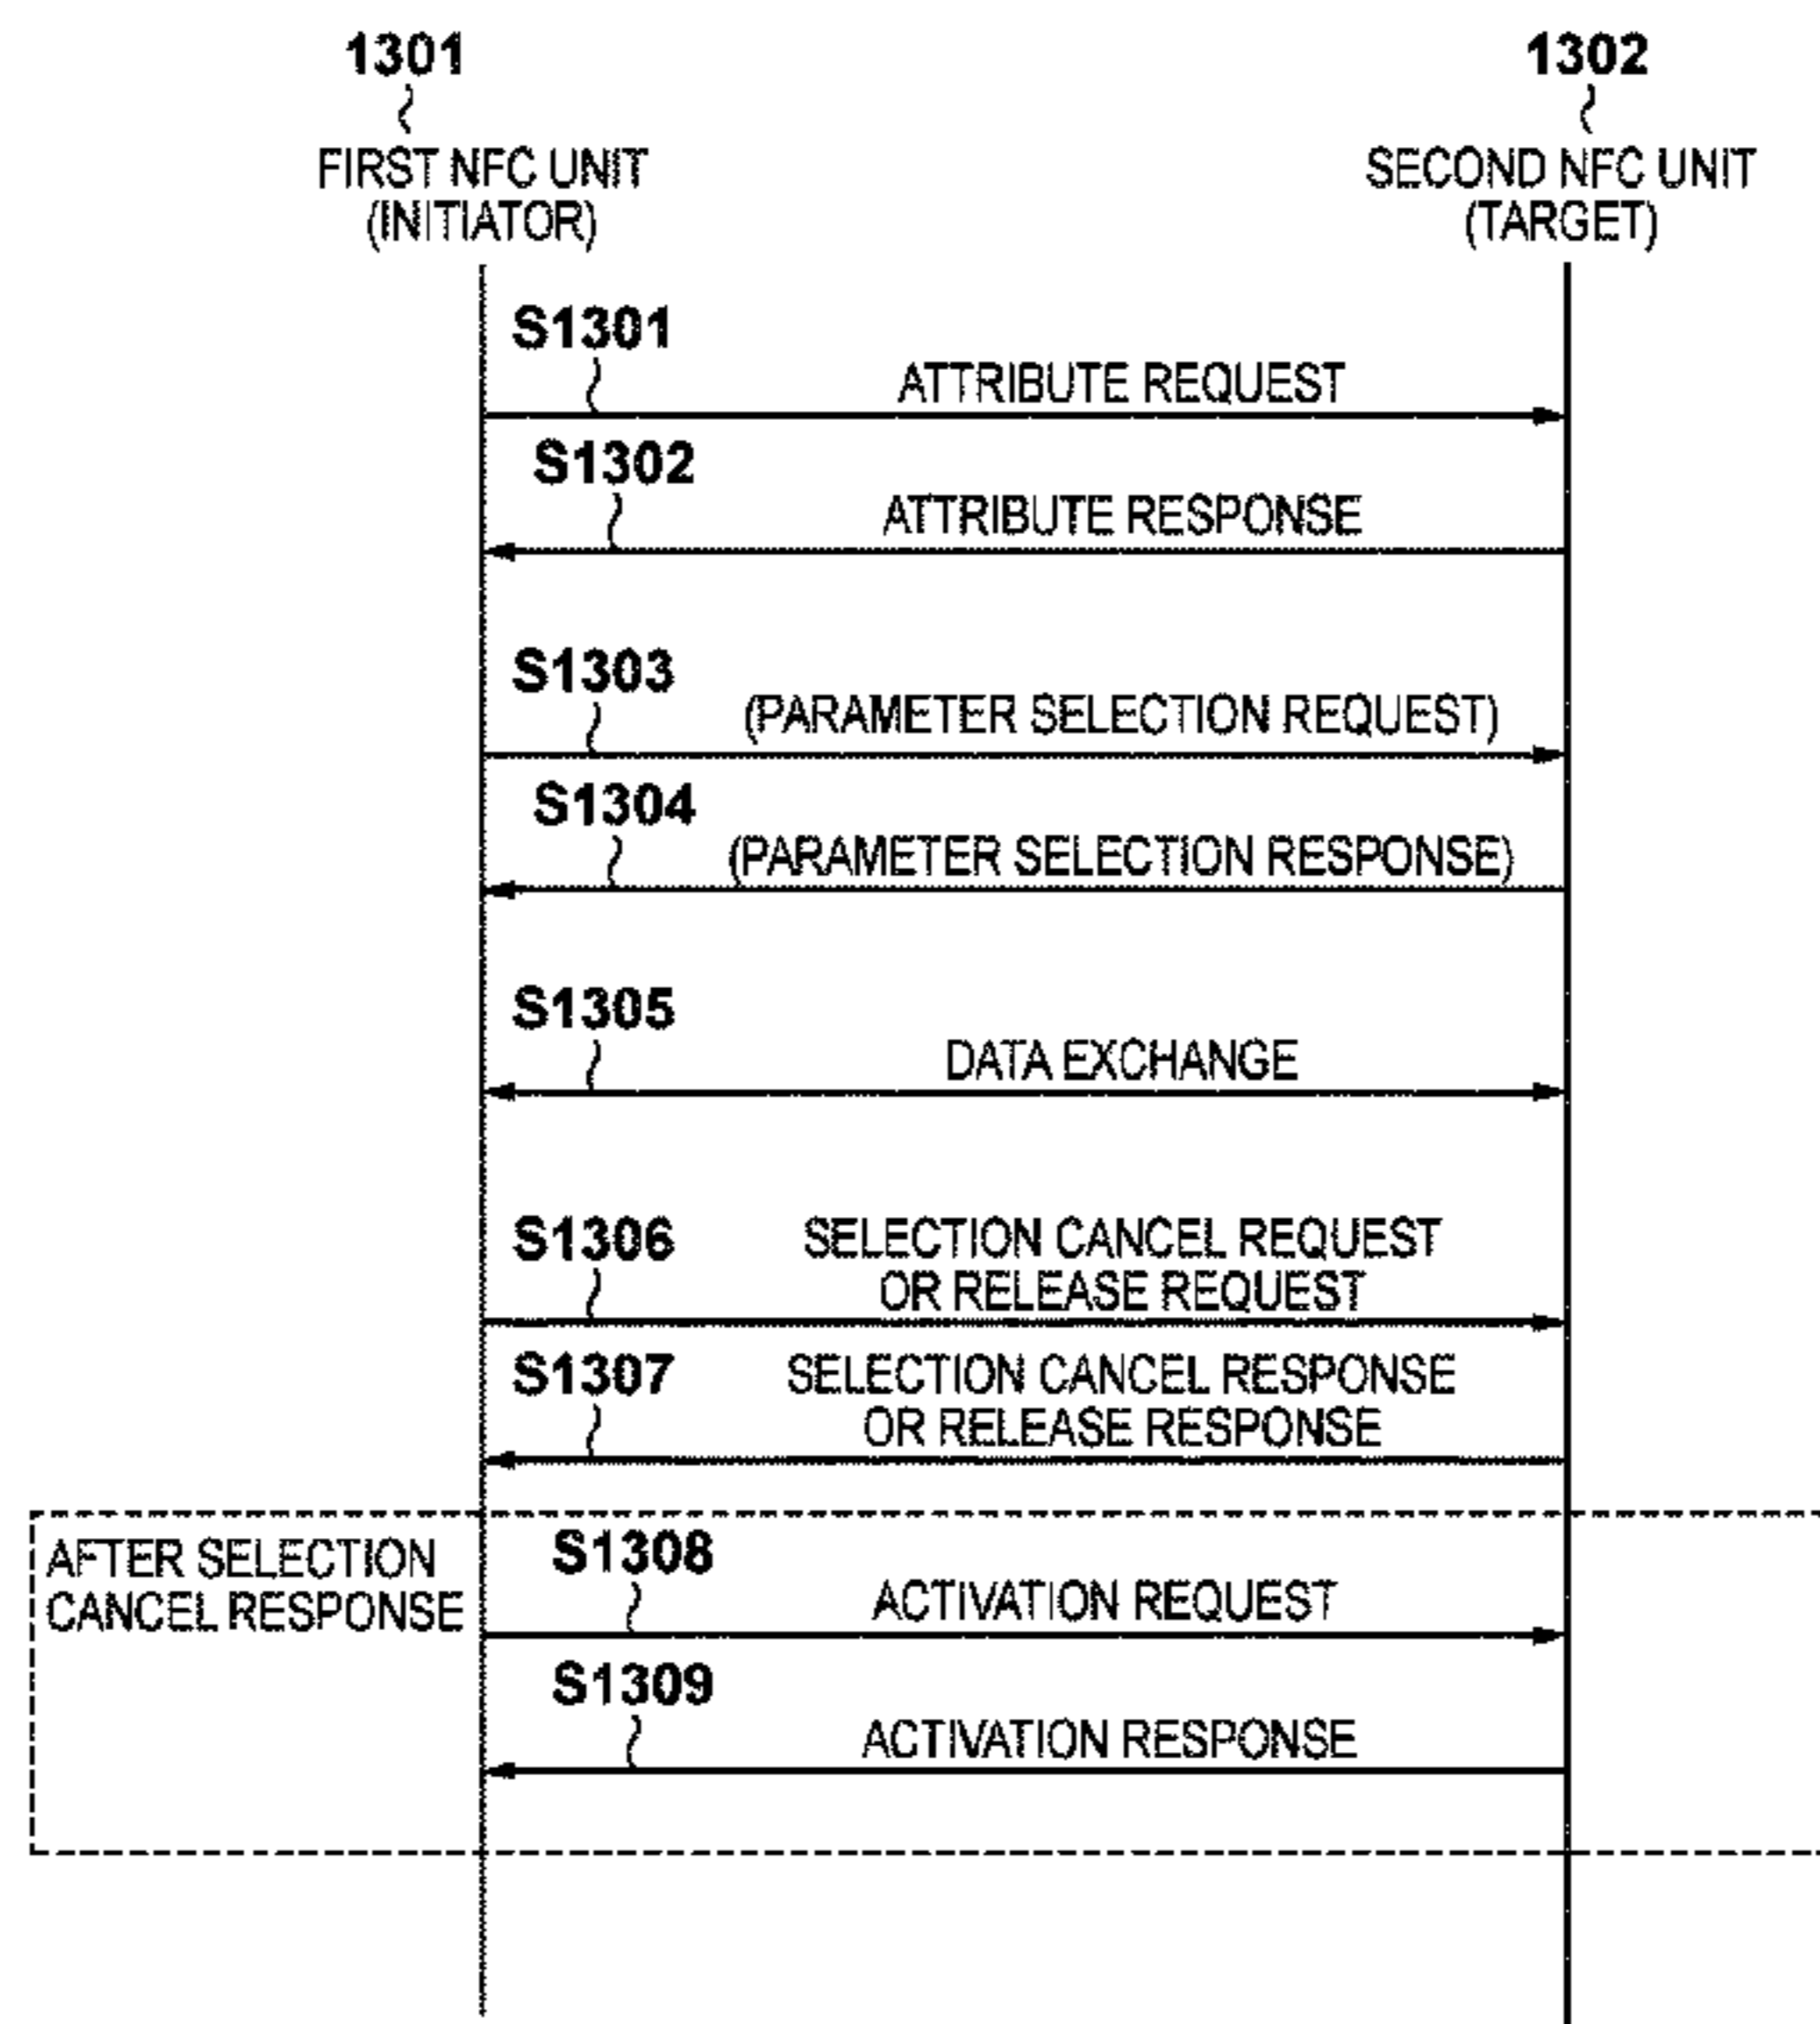 1301
1302
FIRST NFC UNIT
(INITIATOR)
SECOND NFC UNIT
(TARGET)
S1301
ATTRIBUTE REQUEST
S1302
ATTRIBUTE RESPONSE
S1303
(PARAMETER SELECTION REQUEST)
S1304
(PARAMETER SELECTION RESPONSE)
S1305
DATA EXCHANGE
S1306
SELECTION CANCEL REQUEST
OR RELEASE REQUEST
S1307
SELECTION CANCEL RESPONSE
OR RELEASE RESPONSE
AFTER SELECTION
CANCEL RESPONSE
S1308
ACTIVATION REQUEST
S1309
ACTIVATION RESPONSE